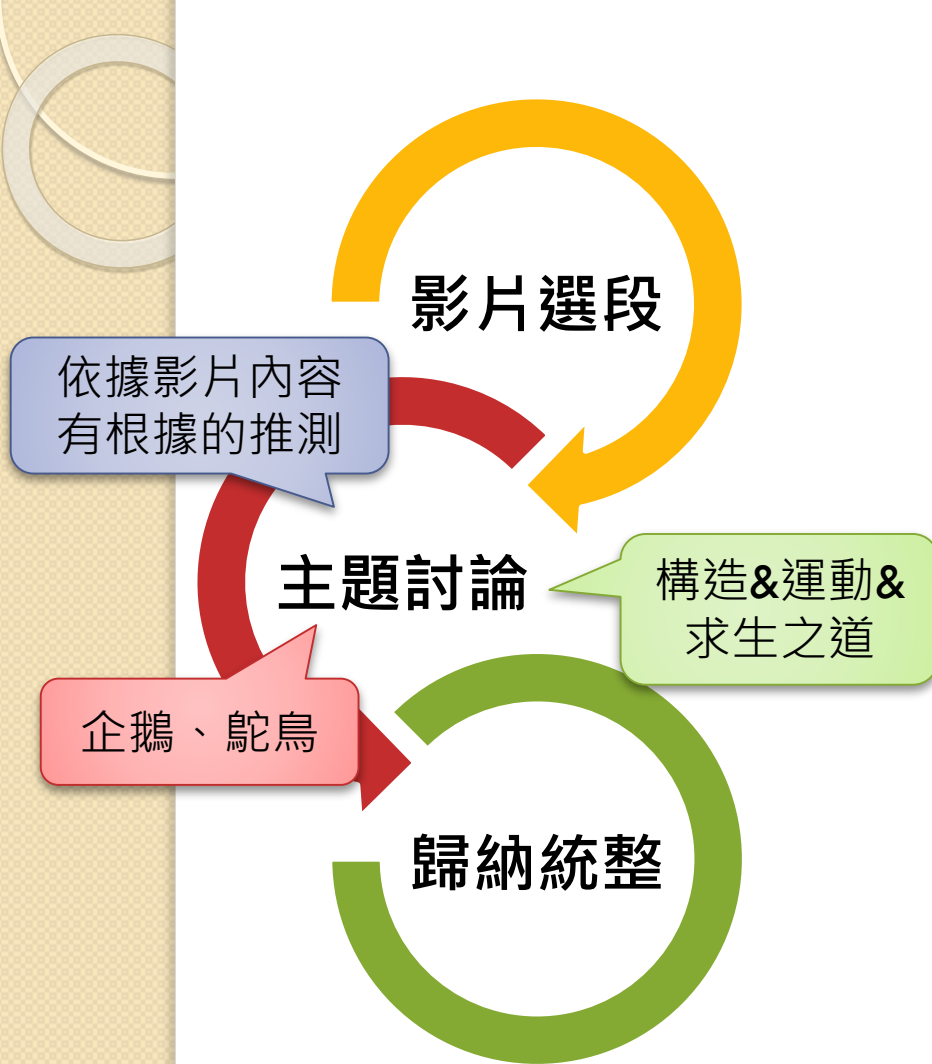 影片選段
依據影片內容
有根據的推測
主題討論
構造&運動&
求生之道
企鵝、鴕鳥
歸納統整